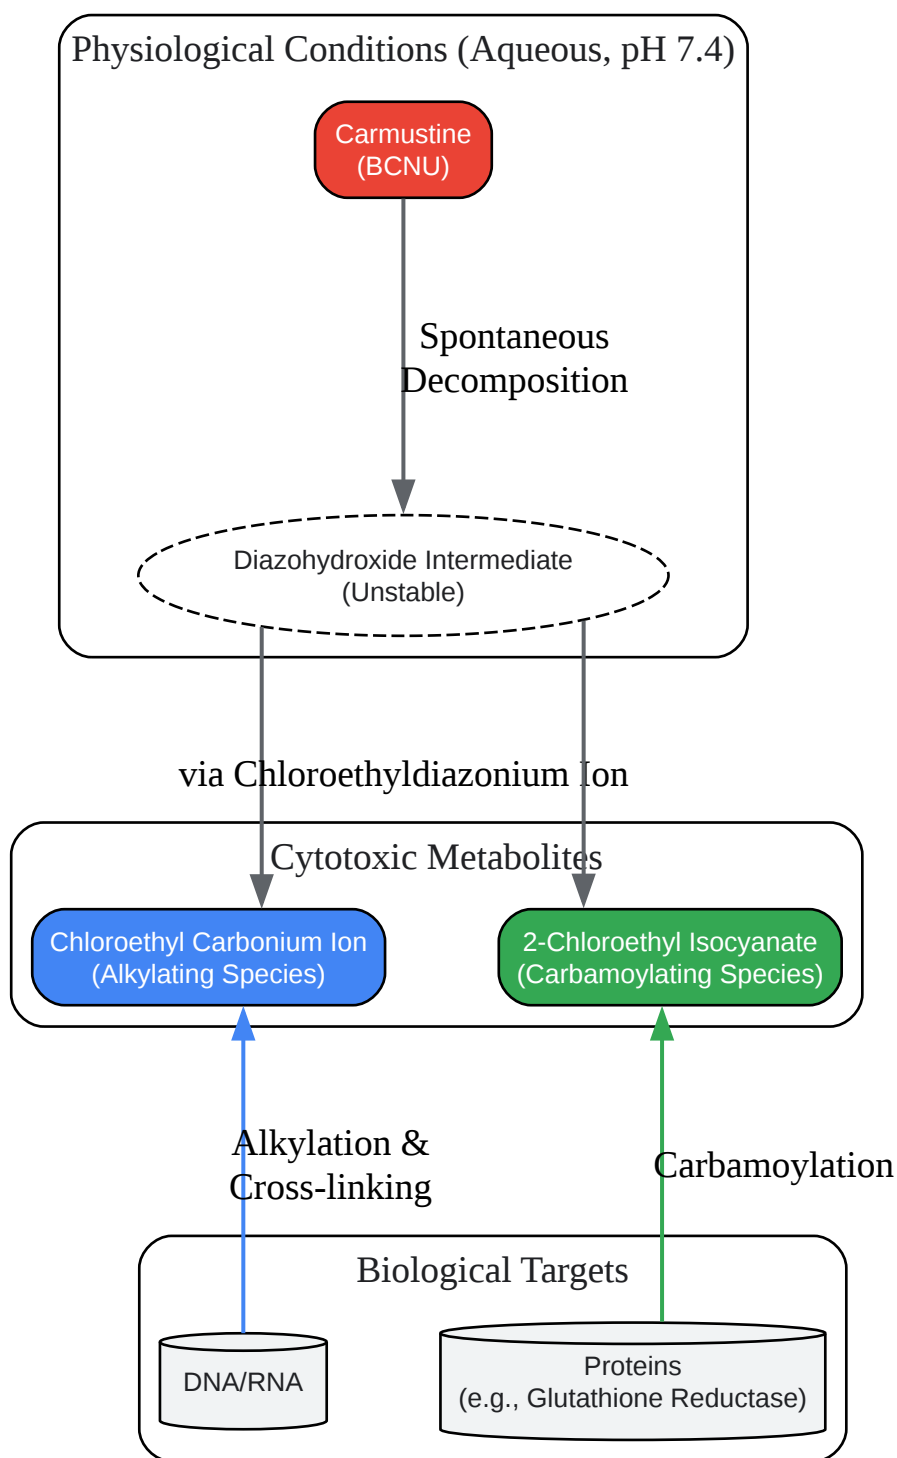 Physiological Conditions (Aqueous, pH 7.4)
Carmustine
(BCNU)
Spontaneous
Decomposition
Diazohydroxide Intermediate
(Unstable)
via Chloroethyldiazonium Ion
Cytotoxic Metabolites
Chloroethyl Carbonium Ion
(Alkylating Species)
2-Chloroethyl Isocyanate
(Carbamoylating Species)
Alkylation &
Cross-linking
Carbamoylation
Biological Targets
DNA/RNA
Proteins
(e.g., Glutathione Reductase)